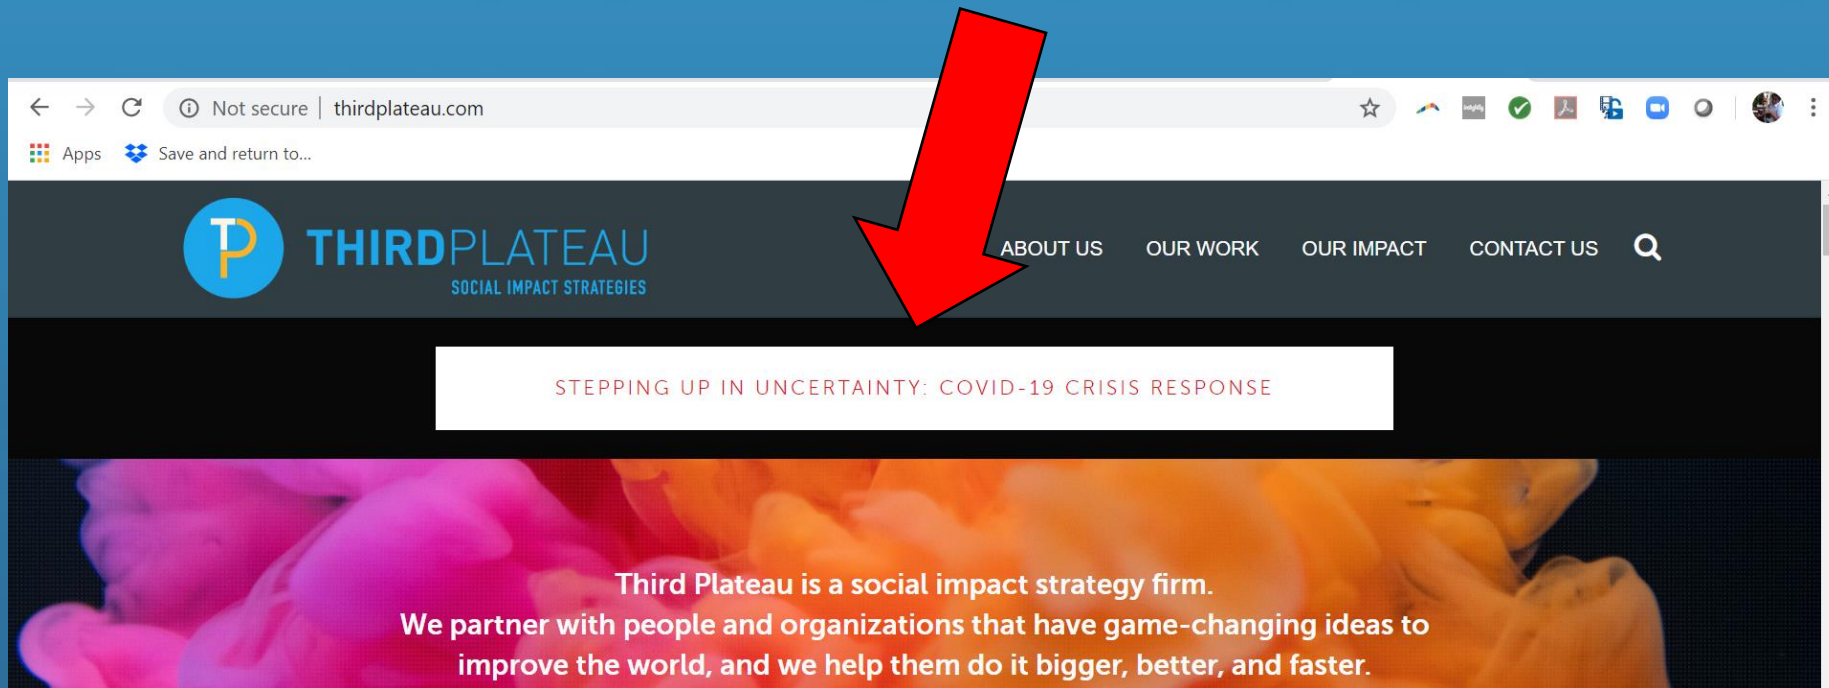 Not secure | thirdplateau.com
Apps Save and return to...
TP THIRDPLATEAU
SOCIAL IMPACT STRATEGIES
ABOUT US OUR WORK OUR IMPACT CONTACT US
STEPPING UP IN UNCERTAINTY: COVID-19 CRISIS RESPONSE
Third Plateau is a social impact strategy firm.
We partner with people and organizations that have game-changing ideas to
improve the world, and we help them do it bigger, better, and faster.